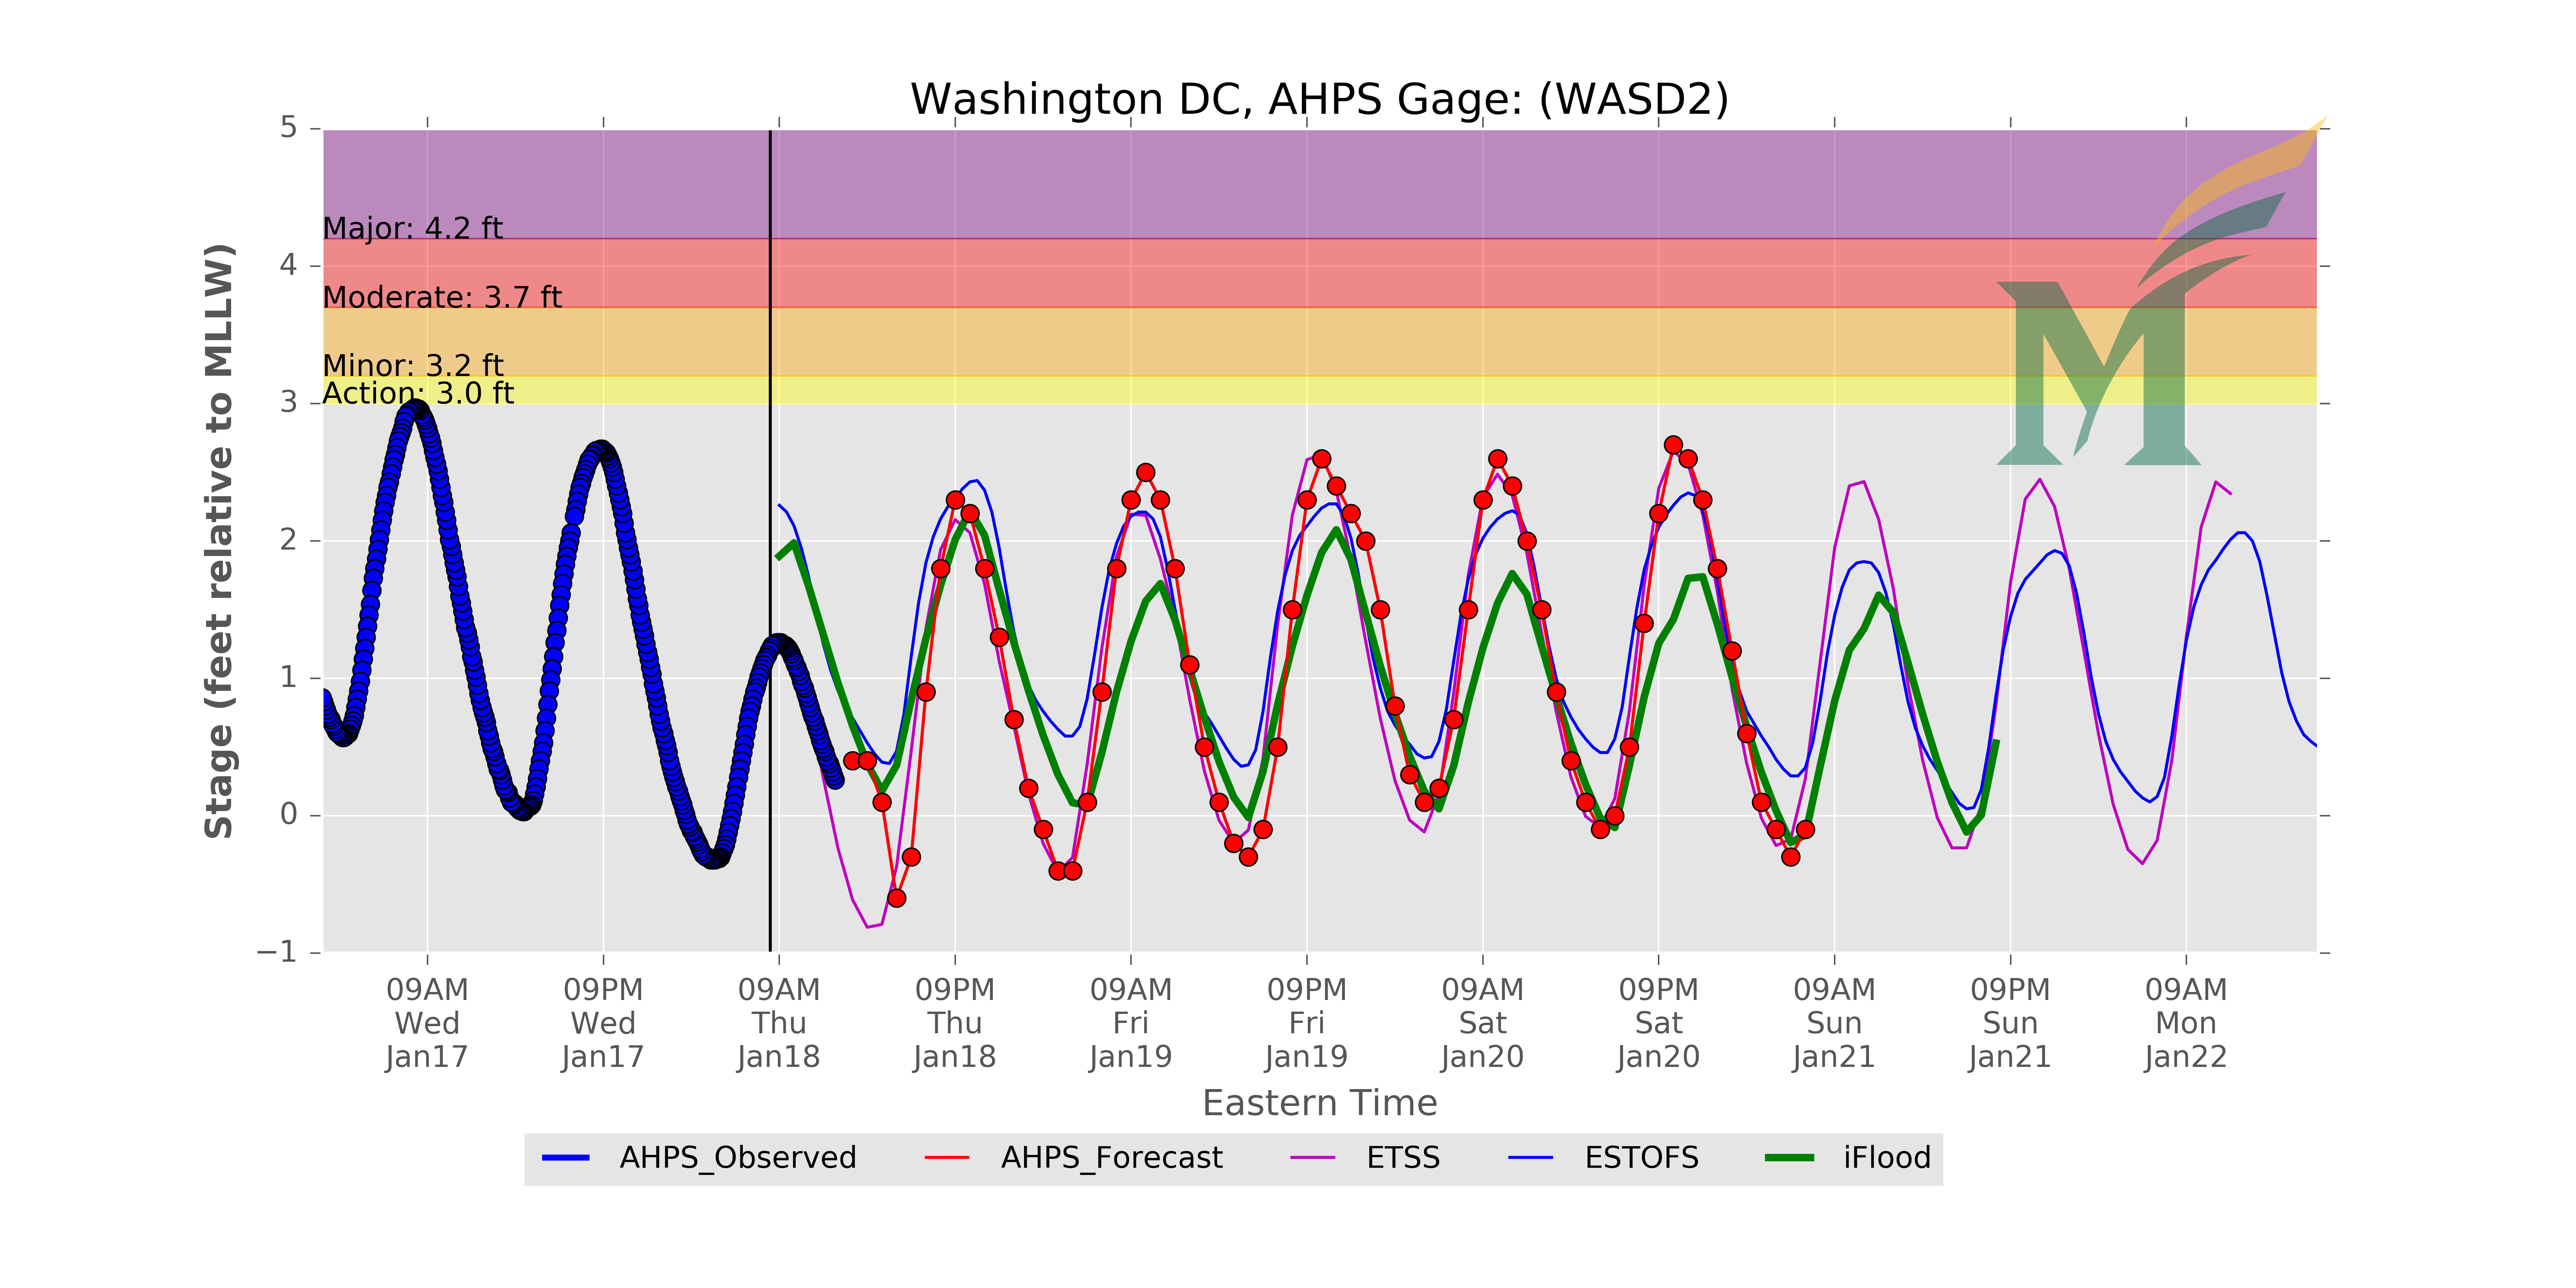 Washington DC, AHPS Gage: (WASD2)
Stage (feet relative to MLLW)
5
4
3
2
1
0
−1
Major: 4.2 ft
Moderate: 3.7 ft
Minor: 3.2 ft
Action: 3.0 ft
09AM 09PM 09AM 09PM 09AM 09PM 09AM 09PM 09AM 09PM 09AM
Wed Wed Thu Thu Fri Fri Sat Sat Sun Sun Mon
Jan17 Jan17 Jan18 Jan18 Jan19 Jan19 Jan20 Jan20 Jan21 Jan21 Jan22
Eastern Time
AHPS_Observed AHPS_Forecast ETSS ESTOFS iFlood